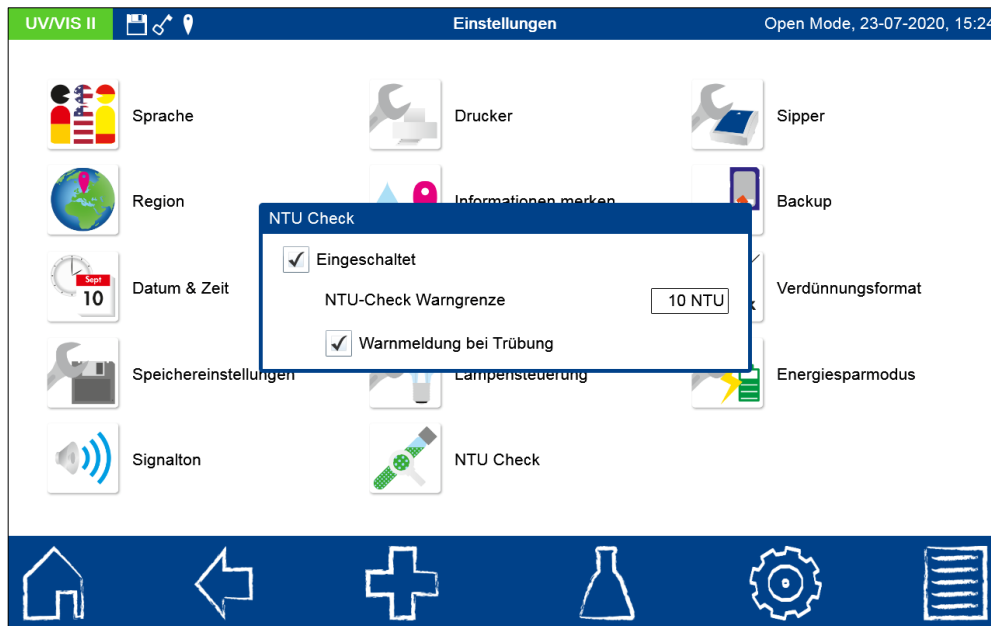 UV/VIS II
Einstellungen
Open Mode, 23-07-2020, 15:24
Sprache
Drucker
Sipper
Region
Informationen merken
Backup
NTU Check
Eingeschaltet
NTU-Check Warngrenze
10 NTU
Warnmeldung bei Trübung
Sept
10
Datum & Zeit
Verdünnungsformat
Speichereinstellungen
Lampensteuerung
Energiesparmodus
Signalton
NTU Check